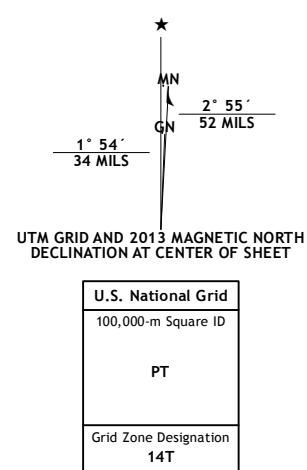 ★
MN
GN
2° 55´
52 MILS
1° 54´
34 MILS
UTM GRID AND 2013 MAGNETIC NORTH
DECLINATION AT CENTER OF SHEET
U.S. National Grid
100,000-m Square ID
PT
Grid Zone Designation
14T